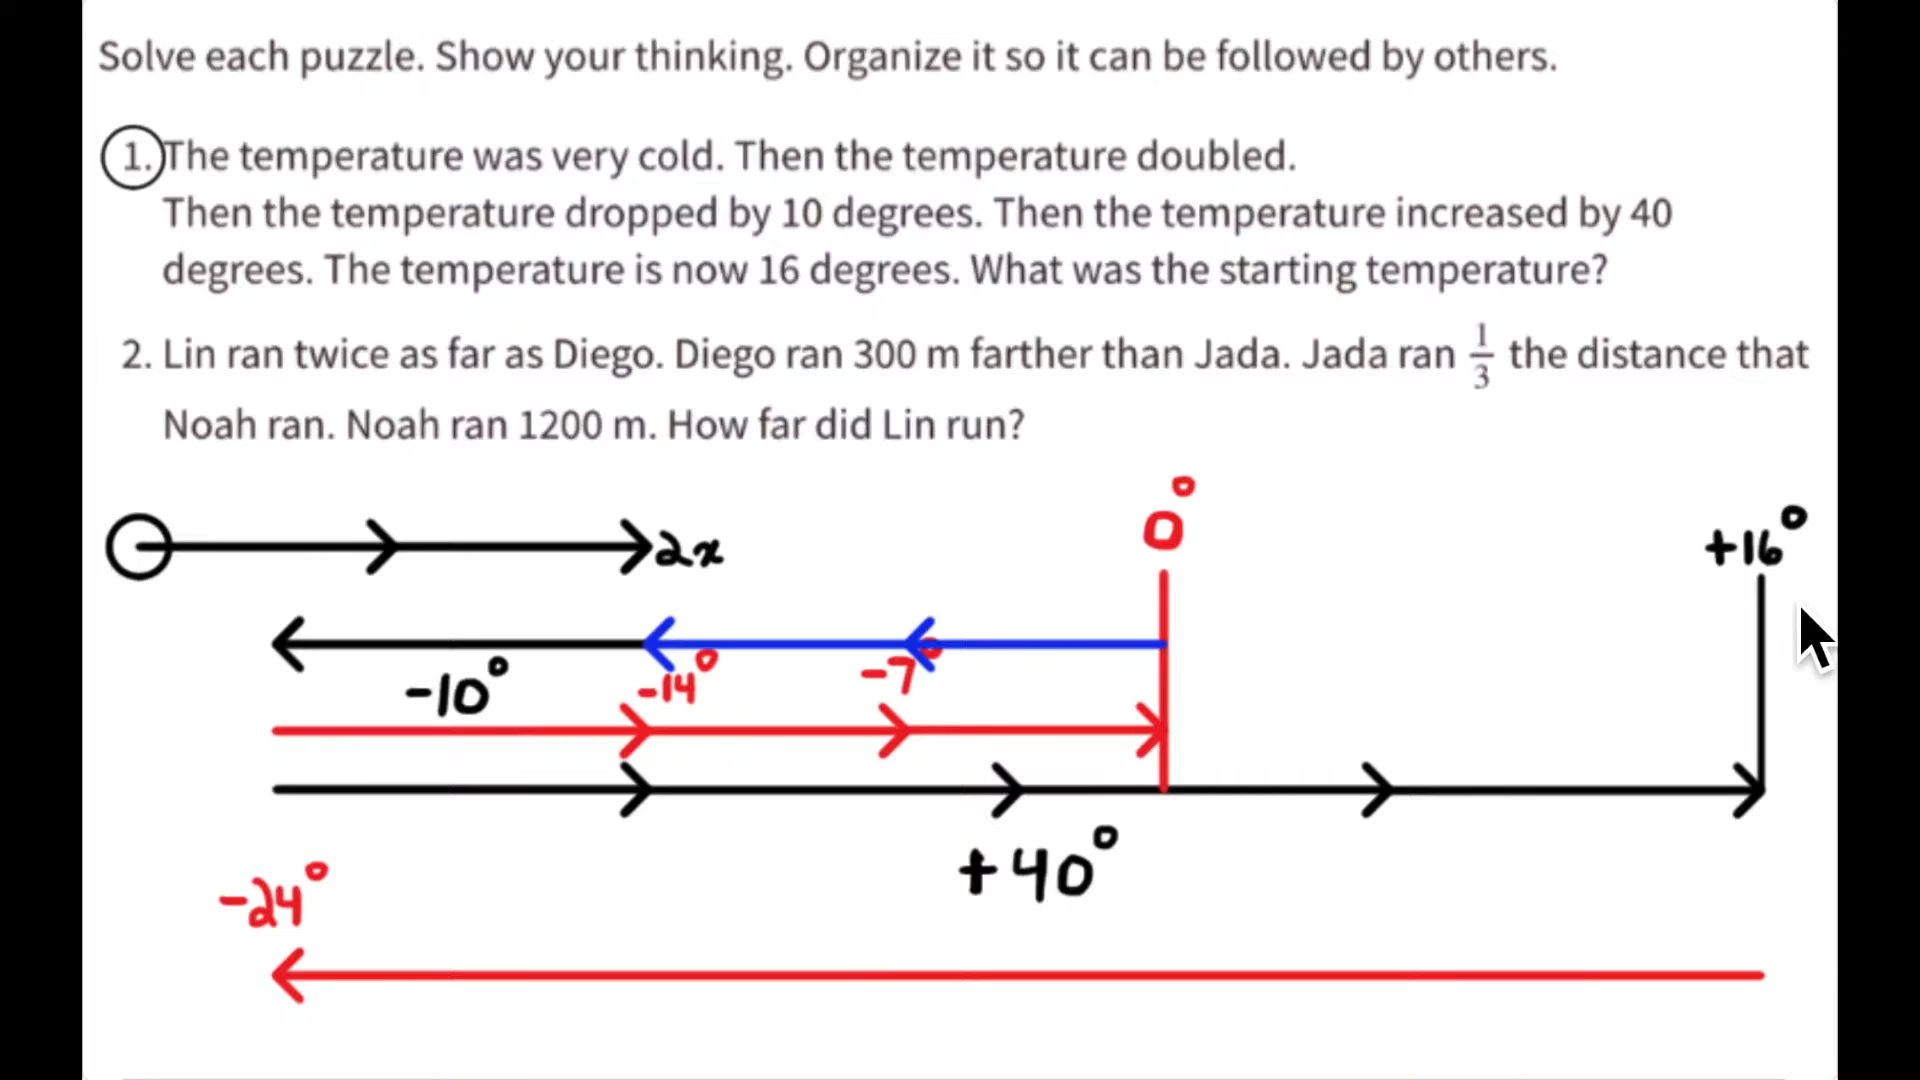 Solve each puzzle. Show your thinking. Organize it so it can be followed by others.
1. The temperature was very cold. Then the temperature doubled.
Then the temperature dropped by 10 degrees. Then the temperature increased by 40
degrees. The temperature is now 16 degrees. What was the starting temperature?
2. Lin ran twice as far as Diego. Diego ran 300 m farther than Jada. Jada ran 1/3 the distance that
Noah ran. Noah ran 1200 m. How far did Lin run?
0°
+16°
2x
-10°
-14°
-7°
+40°
-24°